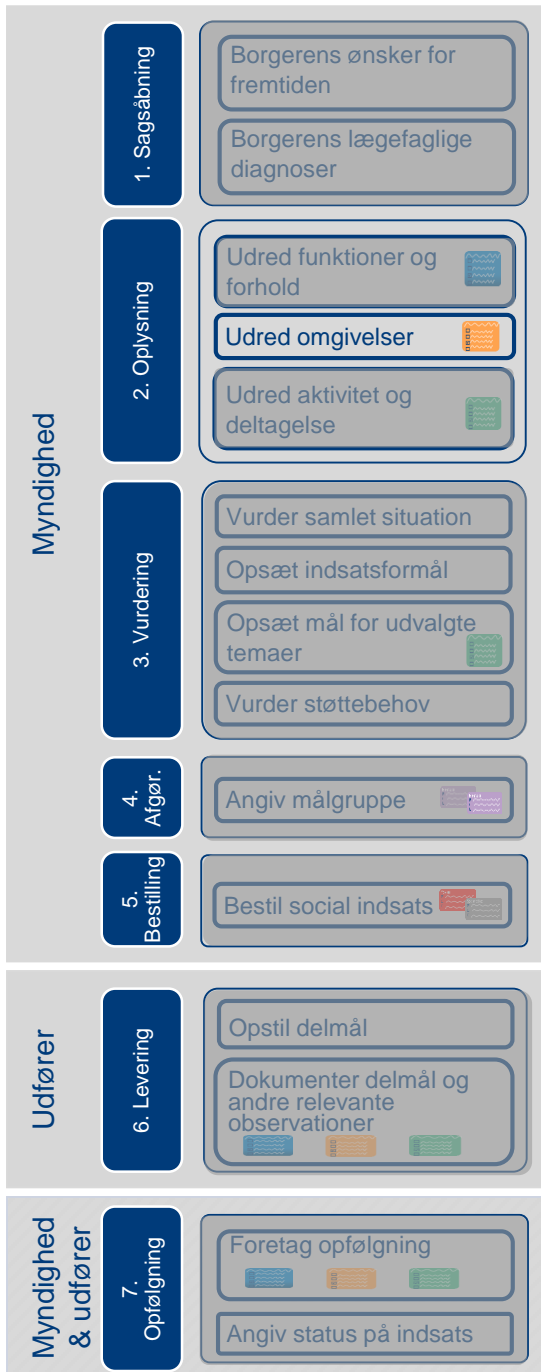 Myndighed
1. Sagsåbning
Borgerens ønsker for
fremtiden
Borgerens lægefaglige
diagnoser
2. Oplysning
Udred funktioner og
forhold
Udred omgivelser
Udred aktivitet og
deltagelse
3. Vurdering
Vurder samlet situation
Opsæt indsatsformål
Opsæt mål for udvalgte
temaer
Vurder støttebehov
4.
Afgør.
Angiv målgruppe
5.
Bestilling
Bestil social indsats
Udfører
6. Levering
Opstil delmål
Dokumenter delmål og
andre relevante
observationer
Myndighed
& udfører
7.
Opfølgning
Foretag opfølgning
Angiv status på indsats